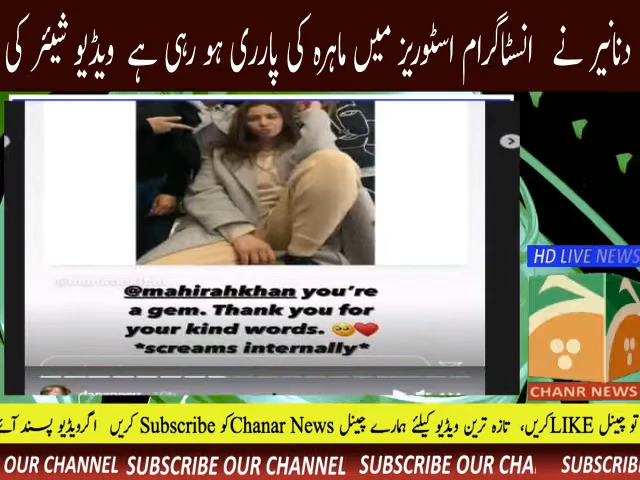 دنانیر نے انسٹاگرام اسٹوریز میں ماہرہ کی پارری ہو رہی ہے ویڈیو شیئر کی
@mahirahkhan you're
a gem. Thank you for
your kind words. 🥺❤️
*screams internally*
HD LIVE NEWS
CHANR NEWS
تو چینل LIKE کریں، تازہ ترین ویڈیو کیلئے ہمارے چینل Chanar News کو Subscribe کریں اگر ویڈیو پسند آئے
OUR CHANNEL SUBSCRIBE OUR CHANNEL SUBSCRIBE OUR CHA SUBSCRIB